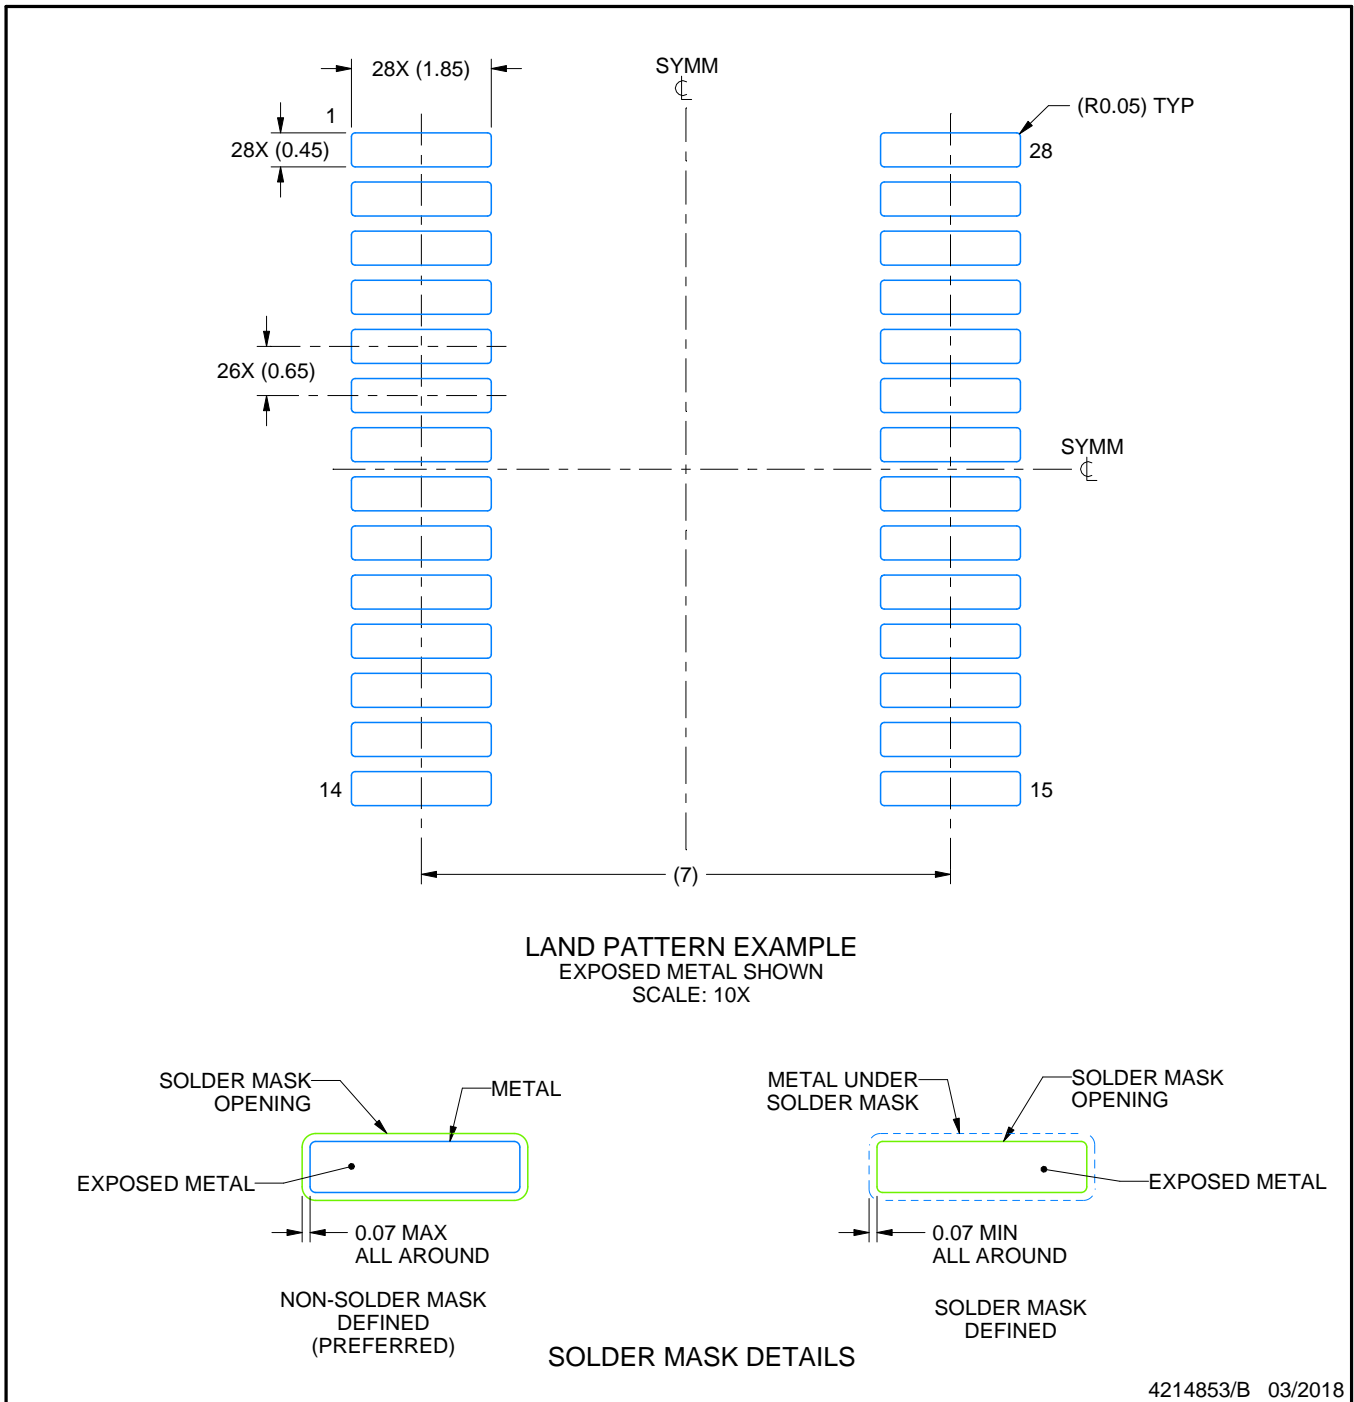 28X (1.85)
SYMM
(R0.05) TYP
1
28X (0.45)
28
26X (0.65)
SYMM
14
15
(7)
LAND PATTERN EXAMPLE
EXPOSED METAL SHOWN
SCALE: 10X
SOLDER MASK
OPENING
METAL
EXPOSED METAL
0.07 MAX
ALL AROUND
NON-SOLDER MASK
DEFINED
(PREFERRED)
METAL UNDER
SOLDER MASK
SOLDER MASK
OPENING
EXPOSED METAL
0.07 MIN
ALL AROUND
SOLDER MASK
DEFINED
SOLDER MASK DETAILS
4214853/B 03/2018